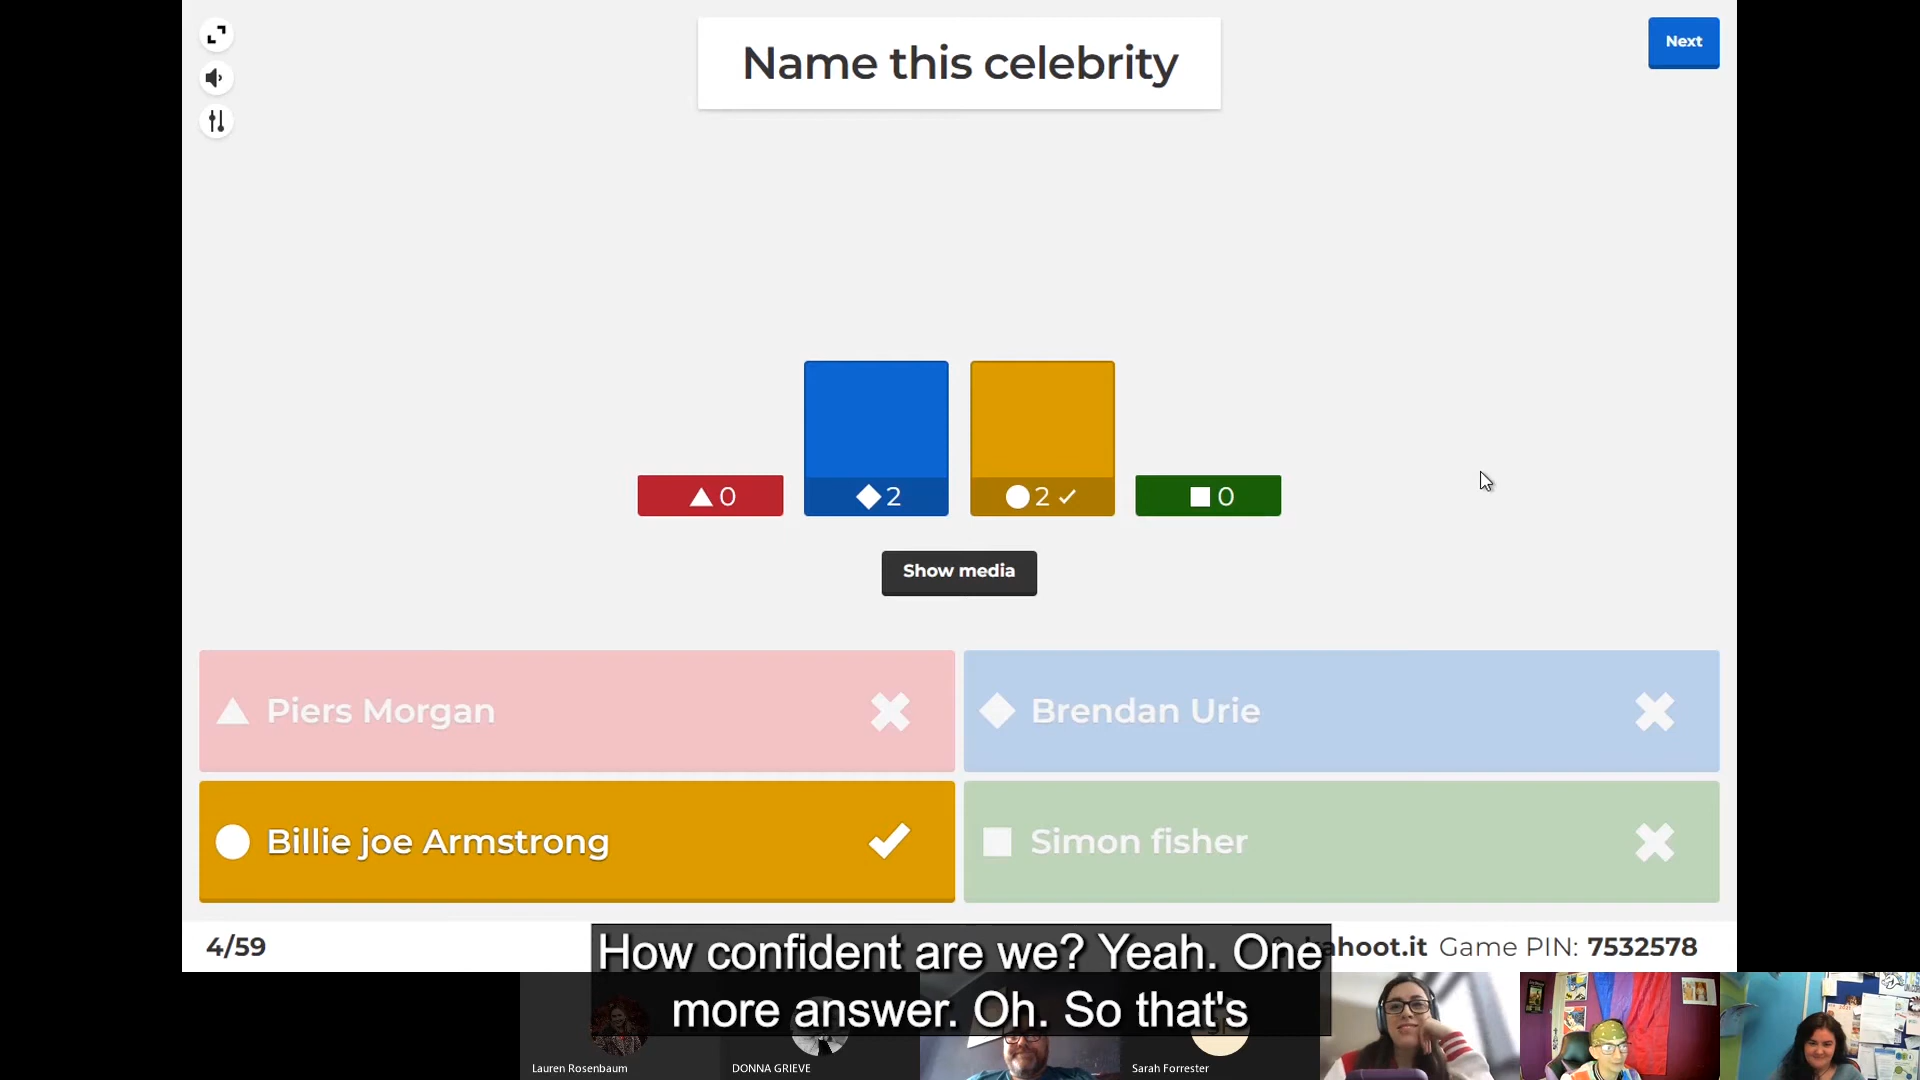 Name this celebrity
Next
0
2
2
0
Show media
Piers Morgan
Brendan Urie
Billie joe Armstrong
Simon fisher
4/59
kahoot.it Game PIN: 7532578
How confident are we? Yeah. One
more answer. Oh. So that's
Lauren Rosenbaum
DONNA GRIEVE
Sarah Forrester